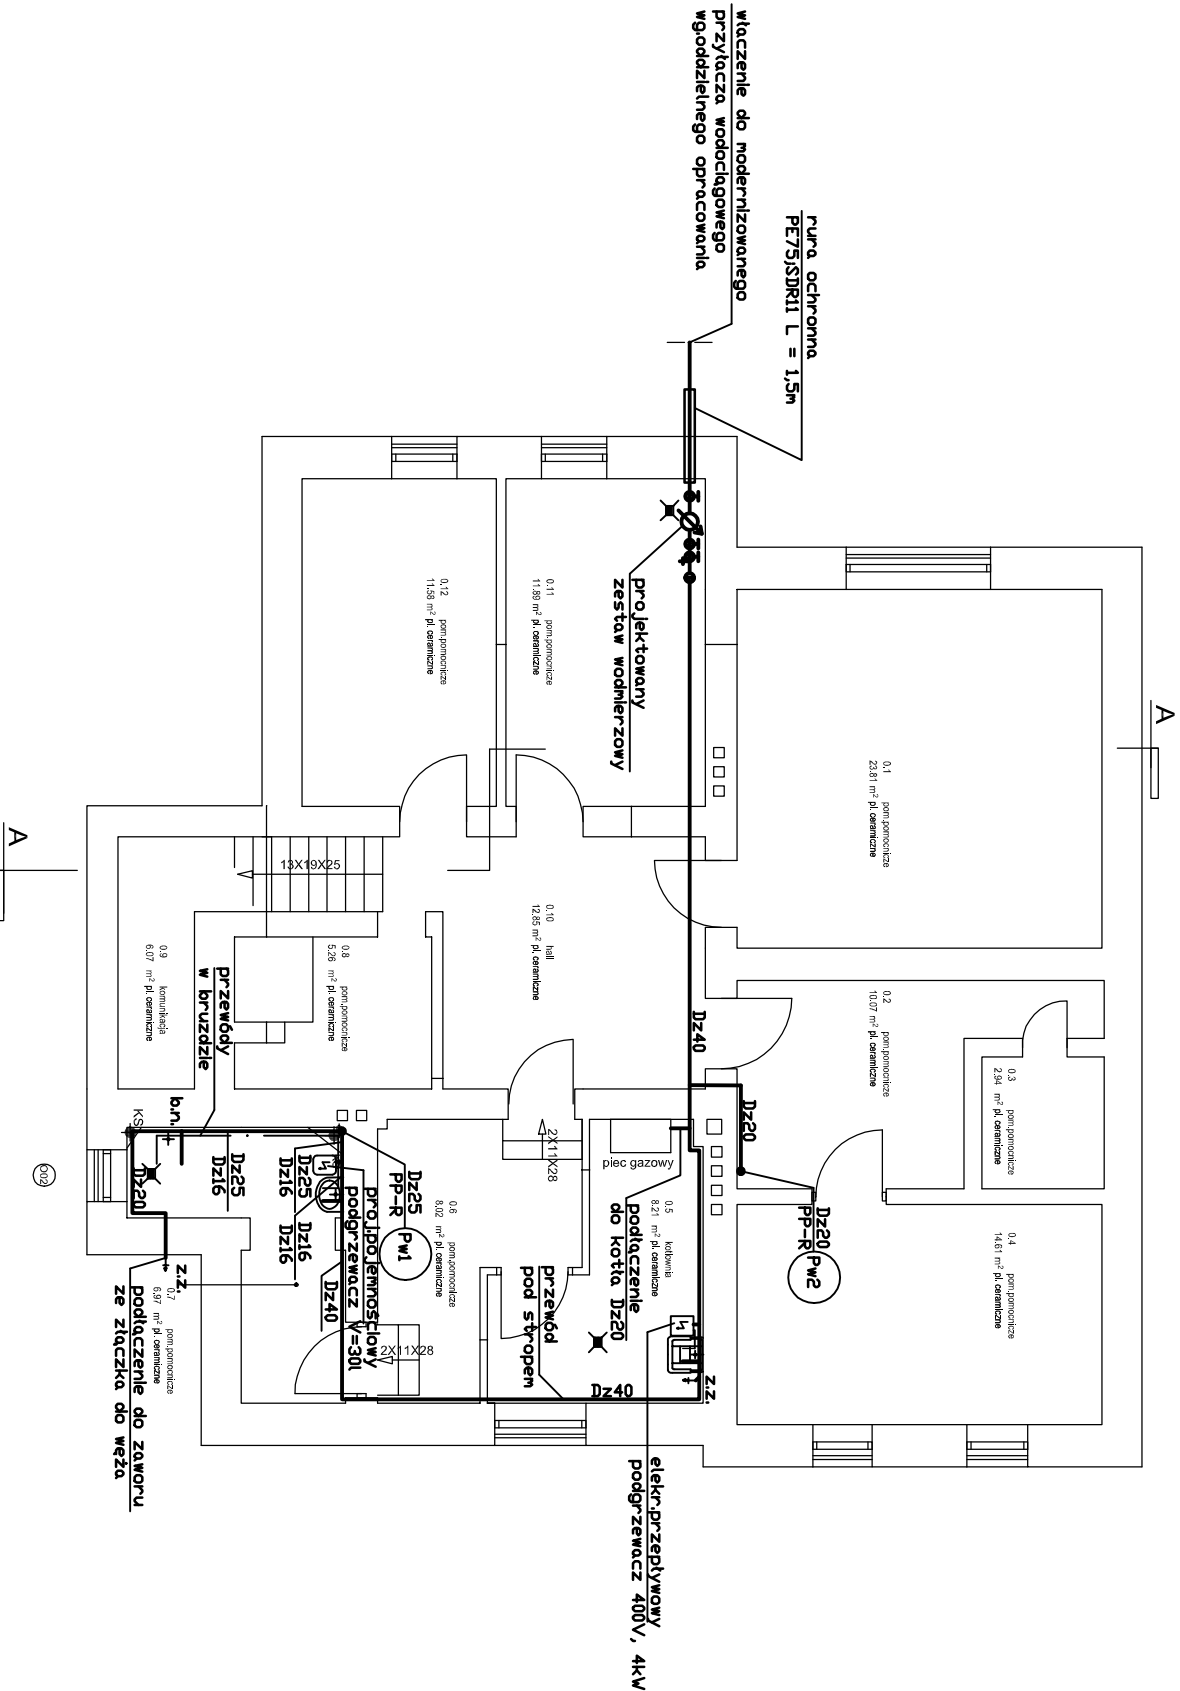 włączenie do modernizowanego
przyłącza wodociągowego
wg.oddzielnego opracowania
rura ochronna
PE75;SDR11 L = 1,5m
projektowany
zestaw wodmierzowy
A
A
0.1 pom.pomocnicze
23.81 m² pl. ceramiczne
0.2 pom.pomocnicze
10.07 m² pl. ceramiczne
0.3 pom.pomocnicze
2.94 m² pl. ceramiczne
0.4 pom.pomocnicze
14.61 m² pl. ceramiczne
0.5 kotłownia
8.21 m² pl. ceramiczne
0.6 pom.pomocnicze
8.02 m² pl. ceramiczne
0.7 pom.pomocnicze
6.97 m² pl. ceramiczne
0.8 pom.pomocnicze
5.26 m² pl. ceramiczne
0.9 komunikacja
6.07 m² pl. ceramiczne
0.10 hall
12.85 m² pl. ceramiczne
0.11 pom.pomocnicze
11.89 m² pl. ceramiczne
0.12 pom.pomocnicze
11.58 m² pl. ceramiczne
13X19X25
2X11X28
2X11X28
piec gazowy
Dz40
Dz20
Dz20
PP-R
Pw2
Dz25
PP-R
Pw1
podłączenie
do kotła Dz20
przewód
pod stropem
Dz40
z.z.
elekr.przepływowy
podgrzewacz 400V, 4kW
proj.pojemnościowy
podgrzewacz V=30l
Dz40
Dz25
Dz16
Dz16
Dz16
Dz25
Dz16
Dz20
przewody
w bruzdzie
b.n.
KS
z.z.
podłączenie do zaworu
ze złączka do węża
O02